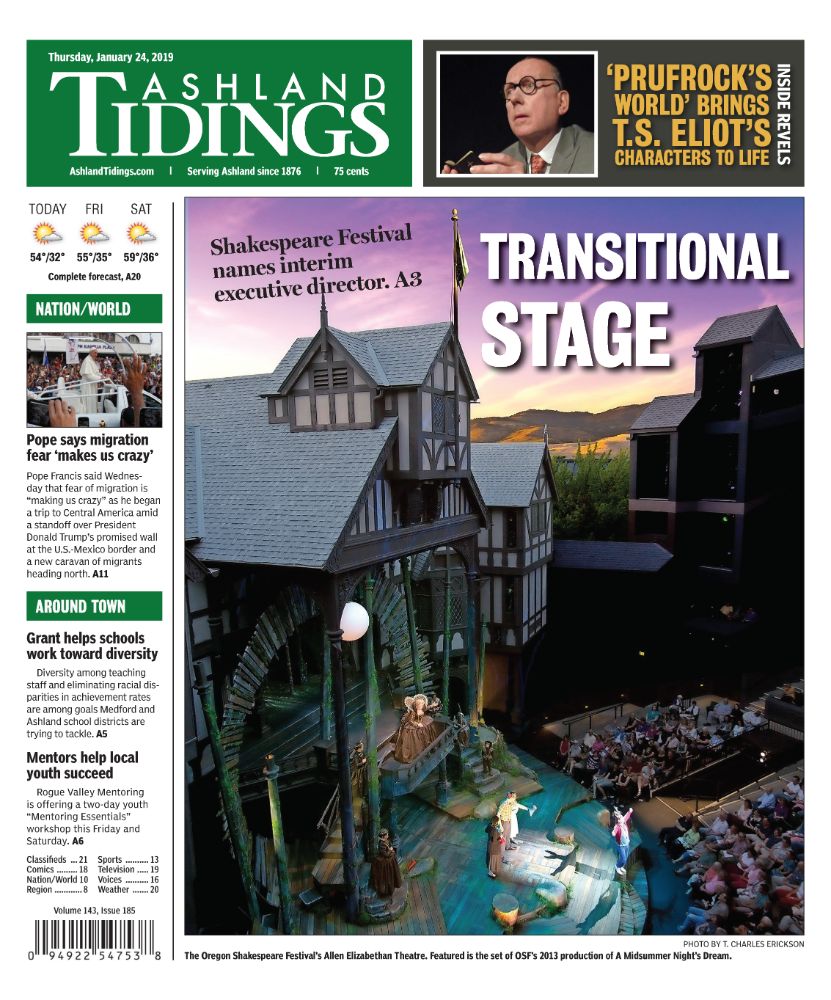 Thursday, January 24, 2019
ASHLAND
TIDINGS
AshlandTidings.com | Serving Ashland since 1876 | 75 cents
‘PRUFROCK’S
WORLD’ BRINGS
T.S. ELIOT’S
CHARACTERS TO LIFE
INSIDE REVELS
TODAY FRI SAT
54°/32° 55°/35° 59°/36°
Complete forecast, A20
NATION/WORLD
Pope says migration
fear ‘makes us crazy’
Pope Francis said Wednes-
day that fear of migration is
“making us crazy” as he began
a trip to Central America amid
a standoff over President
Donald Trump’s promised wall
at the U.S.-Mexico border and
a new caravan of migrants
heading north. A11
AROUND TOWN
Grant helps schools
work toward diversity
Diversity among teaching
staff and eliminating racial dis-
parities in achievement rates
are among goals Medford and
Ashland school districts are
trying to tackle. A5
Mentors help local
youth succeed
Rogue Valley Mentoring
is offering a two-day youth
“Mentoring Essentials”
workshop this Friday and
Saturday. A6
Classifieds ... 21 Sports .......... 13
Comics ......... 18 Television ..... 19
Nation/World 10 Voices .......... 16
Region ............ 8 Weather ....... 20
Volume 143, Issue 185
0 94922 54753 8
Shakespeare Festival
names interim
executive director. A3
TRANSITIONAL
STAGE
PHOTO BY T. CHARLES ERICKSON
The Oregon Shakespeare Festival’s Allen Elizabethan Theatre. Featured is the set of OSF’s 2013 production of A Midsummer Night’s Dream.